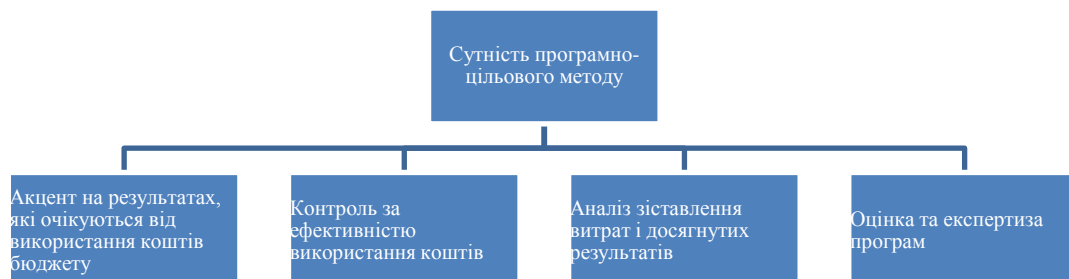 Сутність програмно-
цільового методу
Акцент на результатах,
які очікуються від
використання коштів
бюджету
Контроль за
ефективністю
використання коштів
Аналіз зіставлення
витрат і досягнутих
результатів
Оцінка та експертиза
програм